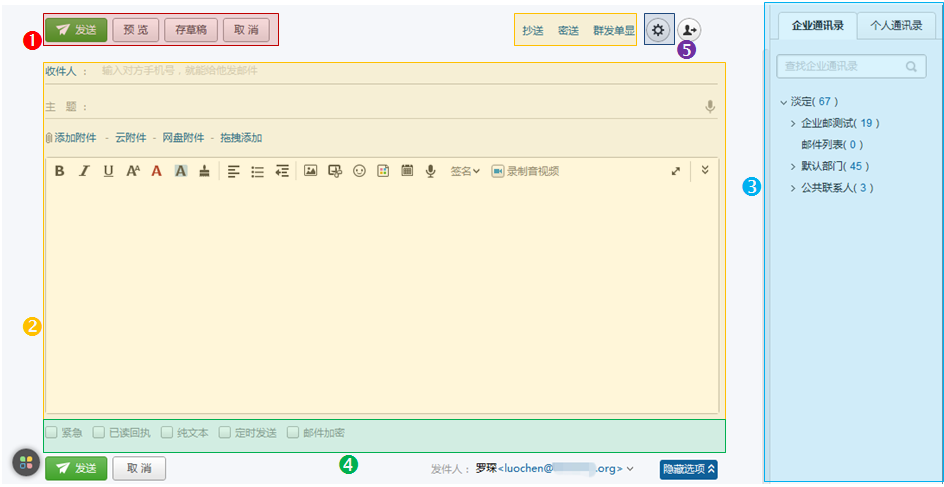 1 发送 预 览 存草稿 取 消 抄送 密送 群发单显 5
收件人 ： 输入对方手机号，就能给他发邮件
主 题 ：
添加附件 - 云附件 - 网盘附件 - 拖拽添加
B I U AA A A 签名 录制音视频
2
紧急 已读回执 纯文本 定时发送 邮件加密
4
发送 取 消 发件人 ： 罗琛<luochen@ .org> 隐藏选项
3
企业通讯录 个人通讯录
查找企业通讯录
淡定( 67 )
企业邮测试( 19 )
邮件列表( 0 )
默认部门( 45 )
公共联系人( 3 )